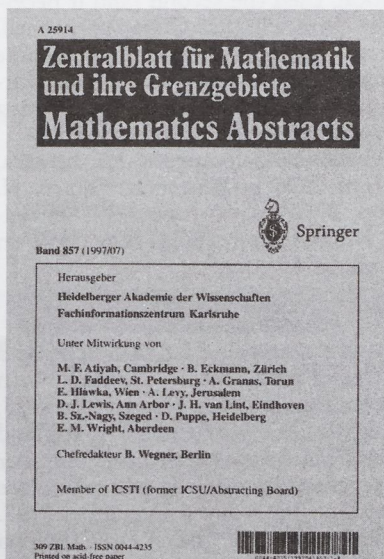 A 25914
Zentralblatt für Mathematik
und ihre Grenzgebiete
Mathematics Abstracts
Springer
Band 857 (1997/07)
Herausgeber
Heidelberger Akademie der Wissenschaften
Fachinformationszentrum Karlsruhe
Unter Mitwirkung von
M. F. Atiyah, Cambridge · B. Eckmann, Zürich
L. D. Faddeev, St. Petersburg · A. Granas, Torun
E. Hlawka, Wien · A. Levy, Jerusalem
D. J. Lewis, Ann Arbor · J. H. van Lint, Eindhoven
B. Sz.-Nagy, Szeged · D. Puppe, Heidelberg
E. M. Wright, Aberdeen
Chefredakteur B. Wegner, Berlin
Member of ICSTI (former ICSU/Abstracting Board)
309 ZBl. Math. · ISSN 0044-4235
Printed on acid-free paper